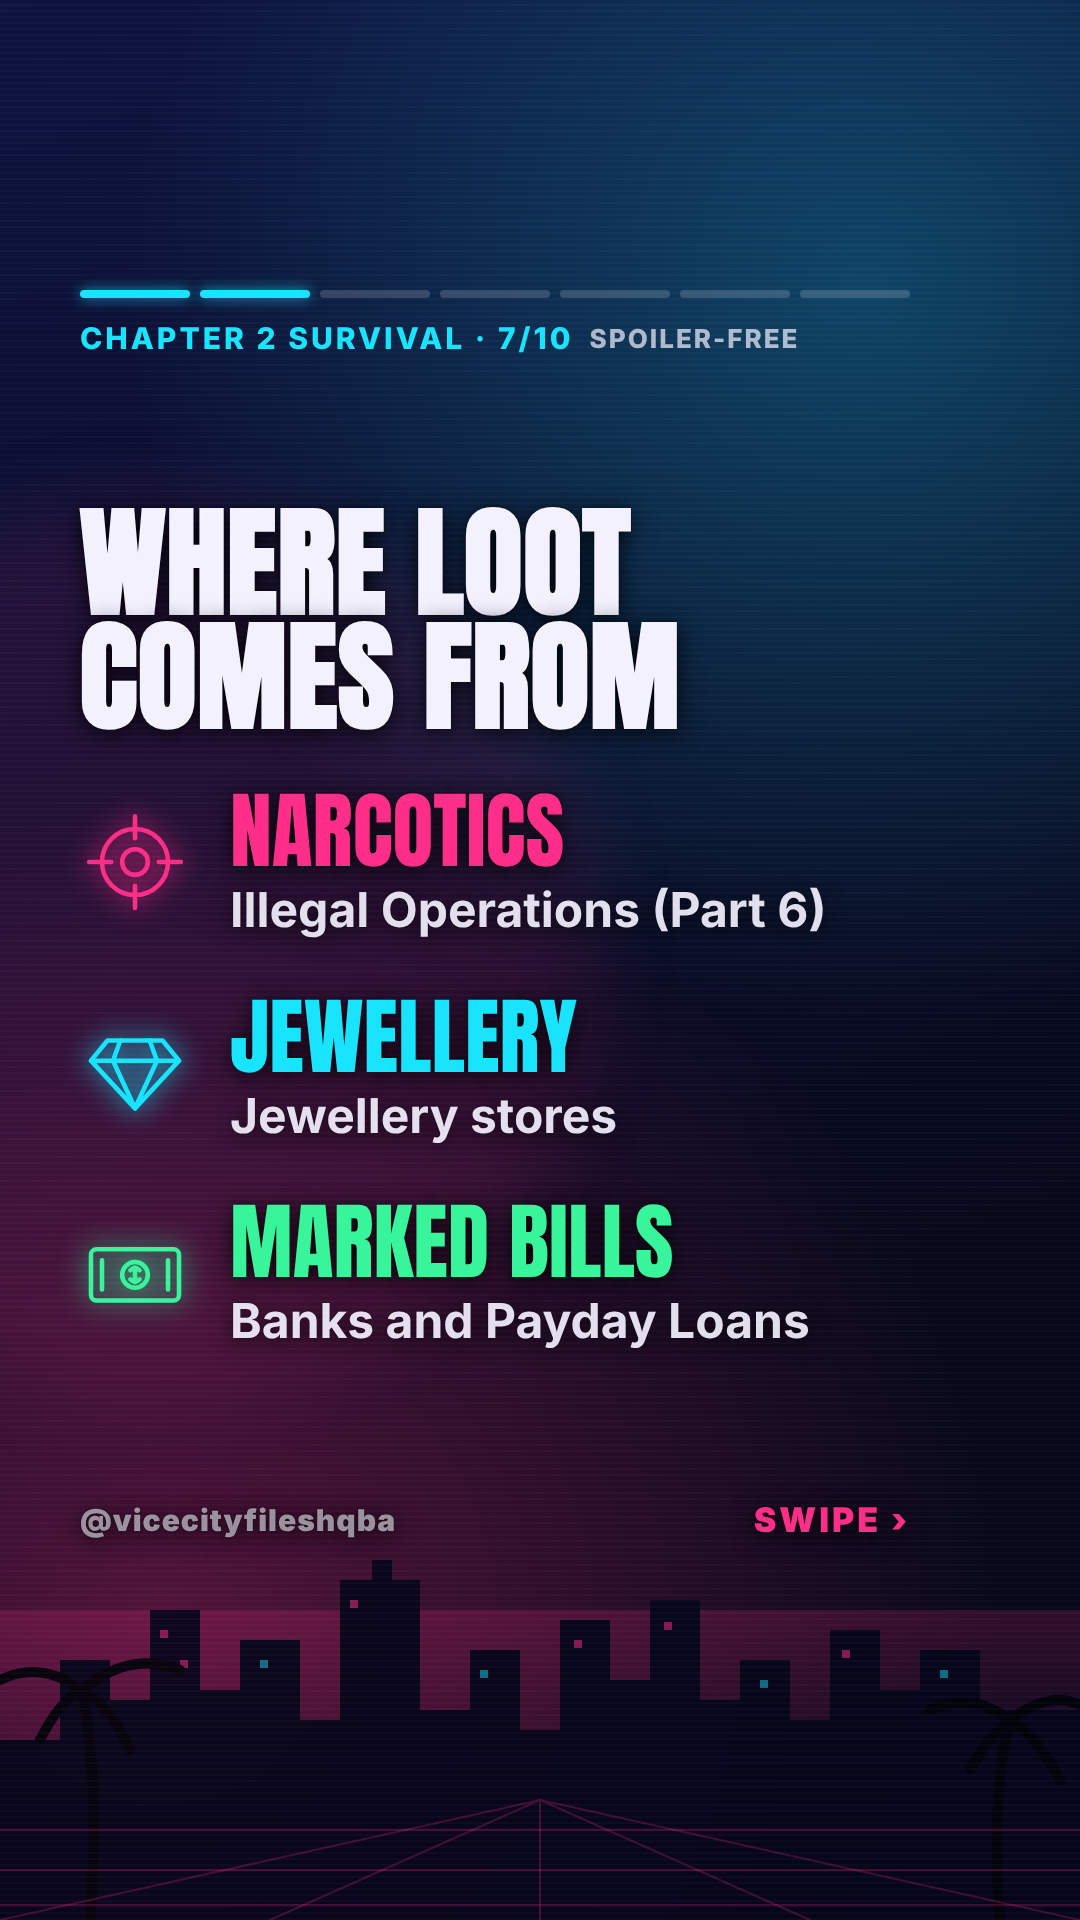 CHAPTER 2 SURVIVAL · 7/10 SPOILER-FREE
WHERE LOOT
COMES FROM
NARCOTICS
Illegal Operations (Part 6)
JEWELLERY
Jewellery stores
MARKED BILLS
Banks and Payday Loans
@vicecityfileshqba
SWIPE ›